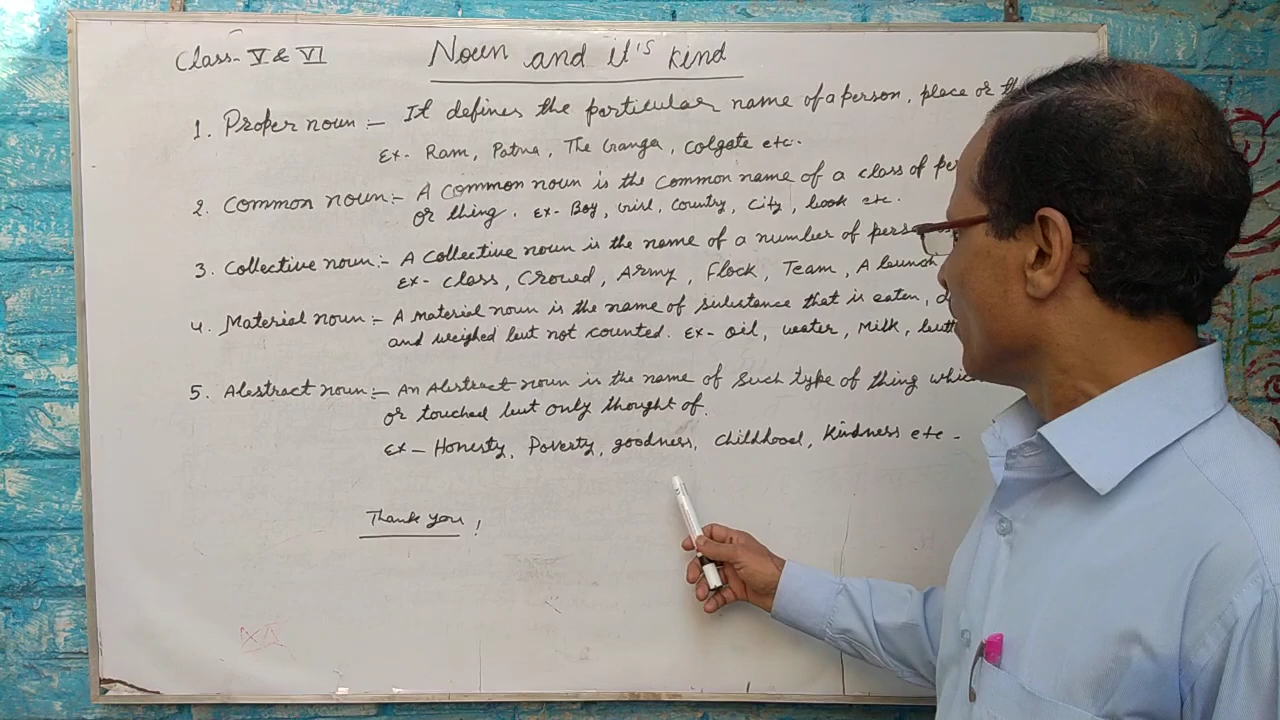 Class- V & VI
Noun and it's kind
1. Proper noun :- It defines the particular name of a person, place or
Ex- Ram, Patna, The Ganga, Colgate etc.
2. Common noun:- A common noun is the common name of a class of
or thing. Ex- Boy, Girl, Country, City, book etc.
3. Collective noun:- A collective noun is the name of a number of
Ex- class, Crowd, Army, Flock, Team, A bunch
4. Material noun :- A material noun is the name of substance that is eaten,
and weighed but not counted. Ex- oil, water, Milk,
5. Abstract noun:- An Abstract noun is the name of such type of thing
or touched but only thought of.
Ex- Honesty, Poverty, goodness, childhood, kindness etc-
Thank you !